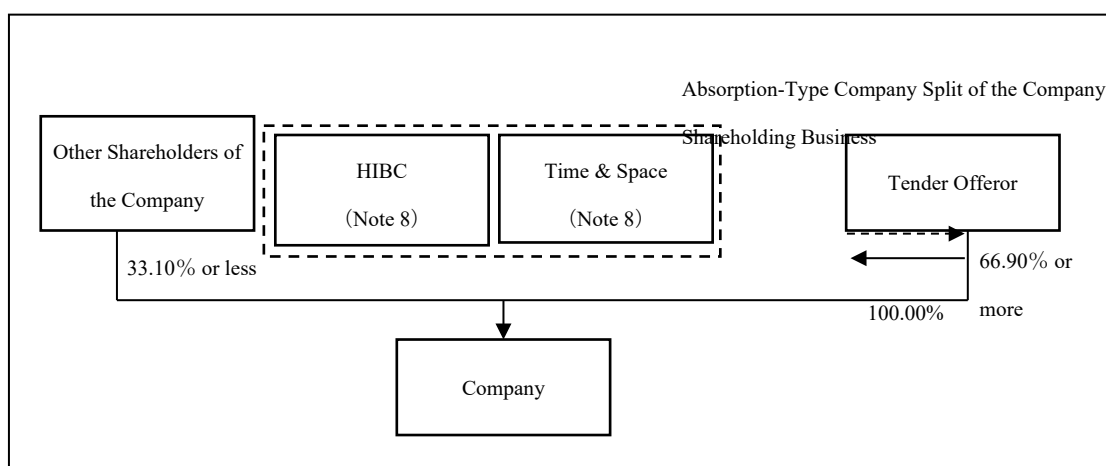 Absorption-Type Company Split of the Company
Shareholding Business
Other Shareholders of
the Company
HIBC
（Note 8）
Time & Space
（Note 8）
Tender Offeror
33.10％ or less
66.90％ or
more
100.00%
Company